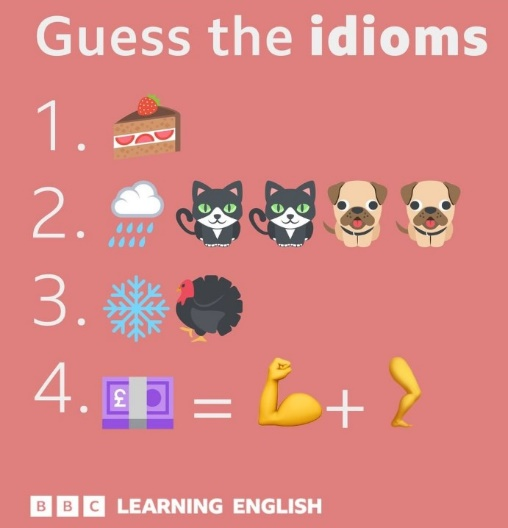 Guess the idioms
1.
2.
3.
4. £ = +
BBC LEARNING ENGLISH